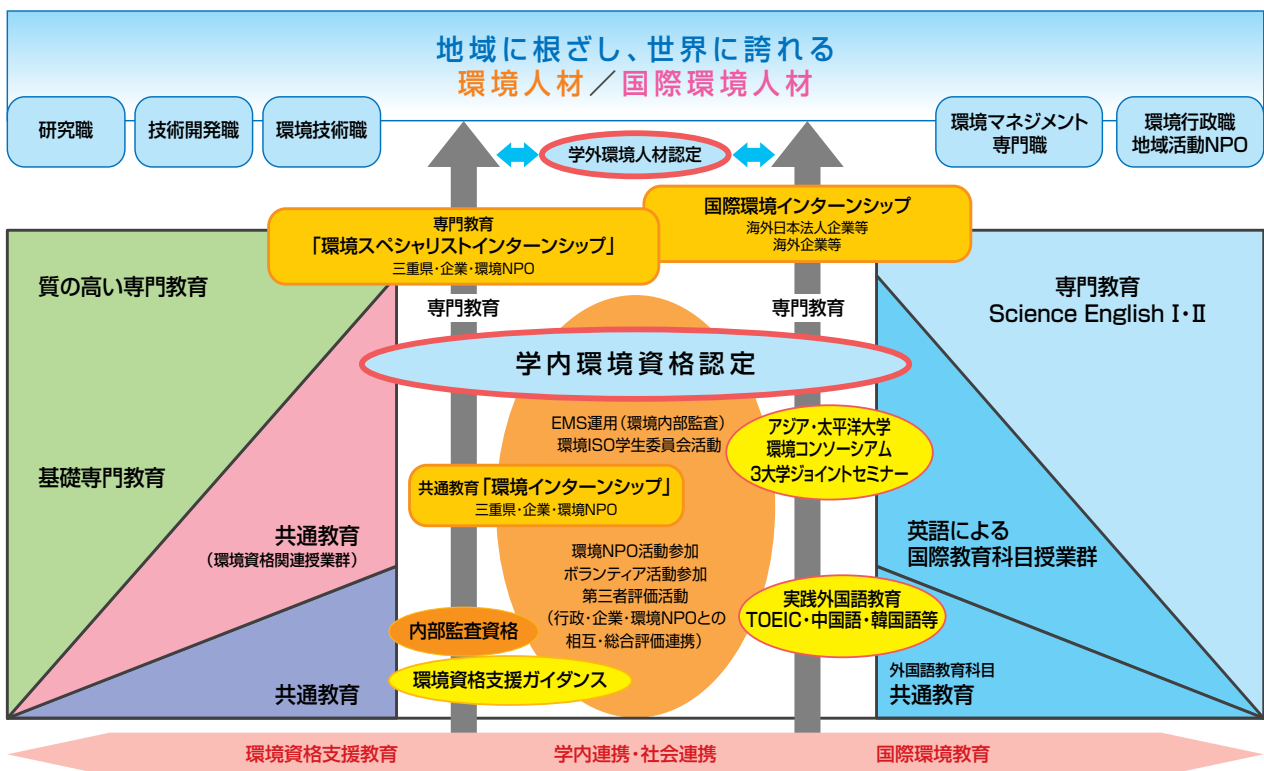 地域に根ざし、世界に誇れる
環境人材／国際環境人材
研究職
技術開発職
環境技術職
学外環境人材認定
環境マネジメント
専門職
環境行政職
地域活動NPO
専門教育
「環境スペシャリストインターンシップ」
三重県・企業・環境NPO
国際環境インターンシップ
海外日本法人企業等
海外企業等
質の高い専門教育
専門教育
専門教育
専門教育
Science English Ⅰ・Ⅱ
学内環境資格認定
EMS運用（環境内部監査）
環境ISO学生委員会活動
アジア・太平洋大学
環境コンソーシアム
3大学ジョイントセミナー
基礎専門教育
共通教育「環境インターンシップ」
三重県・企業・環境NPO
共通教育
（環境資格関連授業群）
英語による
国際教育科目授業群
環境NPO活動参加
ボランティア活動参加
第三者評価活動
（行政・企業・環境NPOとの
相互・総合評価連携）
実践外国語教育
TOEIC・中国語・韓国語等
内部監査資格
環境資格支援ガイダンス
共通教育
外国語教育科目
共通教育
環境資格支援教育
学内連携・社会連携
国際環境教育